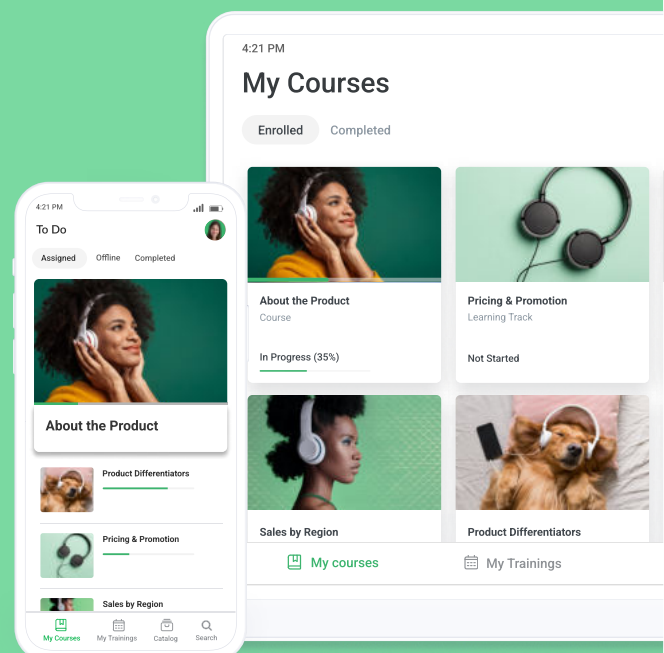 4:21 PM
My Courses
Enrolled
Completed
About the Product
Course
In Progress (35%)
Pricing & Promotion
Learning Track
Not Started
Sales by Region
Product Differentiators
My courses
My Trainings
4:21 PM
To Do
Assigned
Offline
Completed
About the Product
Product Differentiators
Pricing & Promotion
Sales by Region
My Courses
My Trainings
Catalog
Search